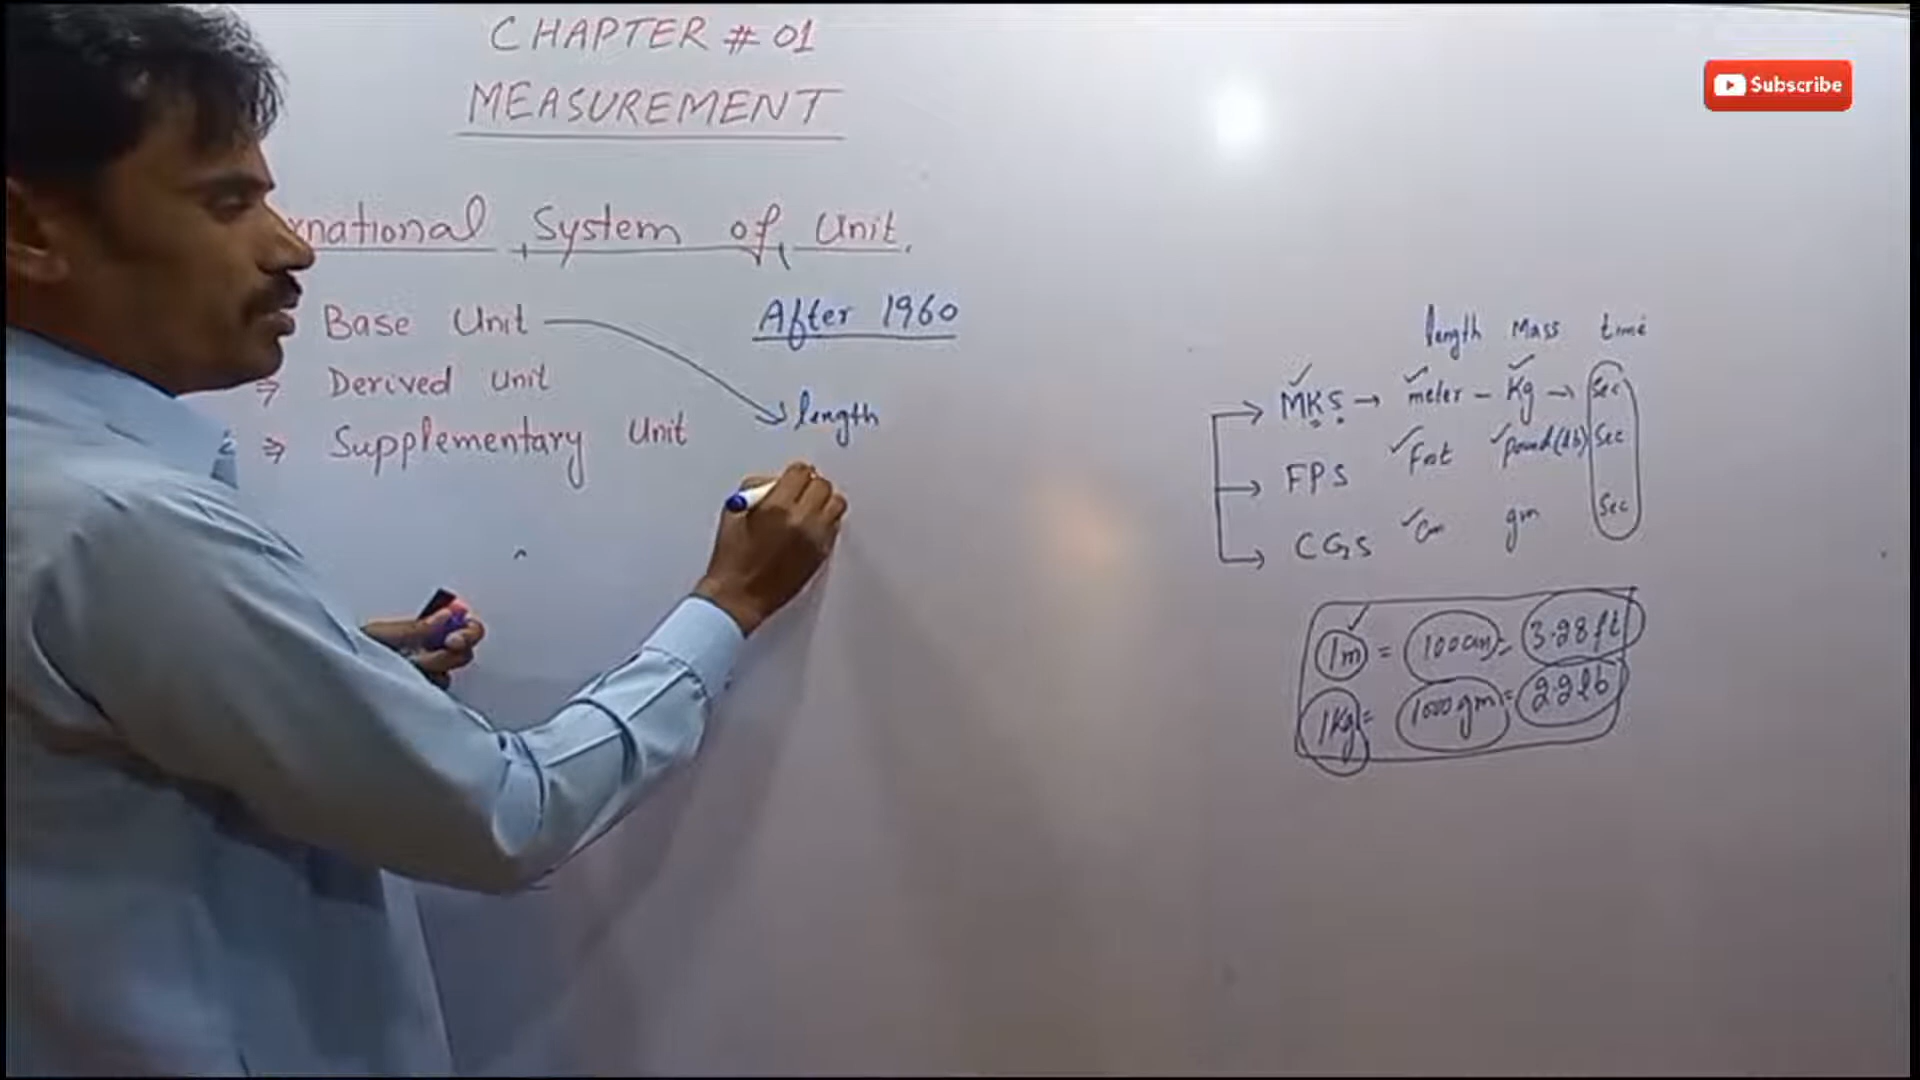 CHAPTER # 01
MEASUREMENT
Subscribe
rnational System of Unit.
Base Unit
After 1960
⇒ Derived Unit
length
⇒ Supplementary Unit
length Mass time
MKS → meter - Kg → Sec
FPS Foot pound(lb) Sec
CGS Cm gm Sec
1m = 100cm = 3.28ft
1Kg = 1000gm = 2.2lb